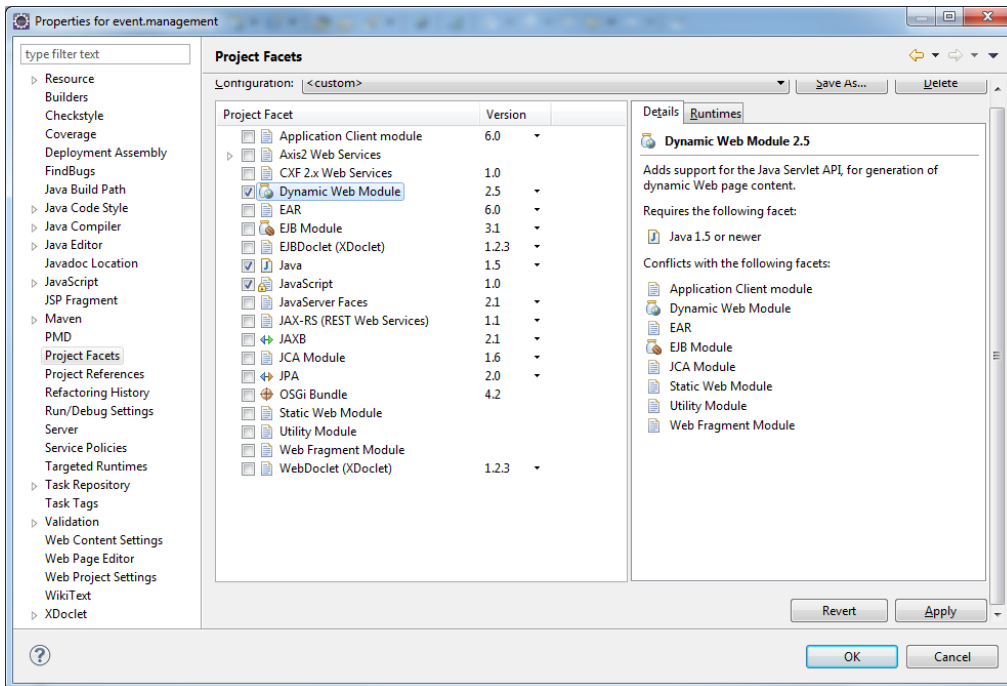 Properties for event.management
type filter text
Resource
Builders
Checkstyle
Coverage
Deployment Assembly
FindBugs
Java Build Path
Java Code Style
Java Compiler
Java Editor
Javadoc Location
JavaScript
JSP Fragment
Maven
PMD
Project Facets
Project References
Refactoring History
Run/Debug Settings
Server
Service Policies
Targeted Runtimes
Task Repository
Task Tags
Validation
Web Content Settings
Web Page Editor
Web Project Settings
WikiText
XDoclet
Project Facets
Configuration: <custom> Save As... Delete
Project Facet Version
Application Client module 6.0
Axis2 Web Services
CXF 2.x Web Services 1.0
Dynamic Web Module 2.5
EAR 6.0
EJB Module 3.1
EJBDoclet (XDoclet) 1.2.3
Java 1.5
JavaScript 1.0
JavaServer Faces 2.1
JAX-RS (REST Web Services) 1.1
JAXB 2.1
JCA Module 1.6
JPA 2.0
OSGi Bundle 4.2
Static Web Module
Utility Module
Web Fragment Module
WebDoclet (XDoclet) 1.2.3
Details Runtimes
Dynamic Web Module 2.5
Adds support for the Java Servlet API, for generation of
dynamic Web page content.
Requires the following facet:
Java 1.5 or newer
Conflicts with the following facets:
Application Client module
Dynamic Web Module
EAR
EJB Module
JCA Module
Static Web Module
Utility Module
Web Fragment Module
Revert Apply
OK Cancel